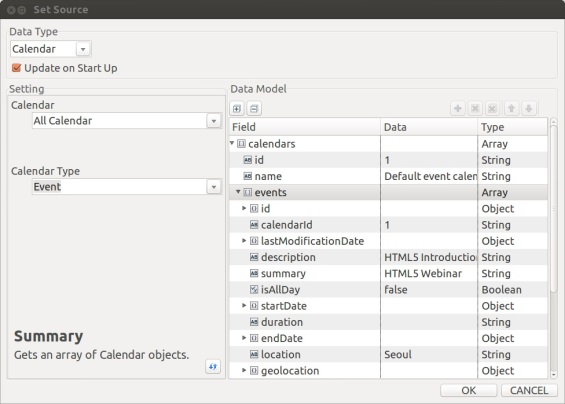 Set Source
Data Type
Calendar
Update on Start Up
Setting
Calendar
All Calendar
Calendar Type
Event
Summary
Gets an array of Calendar objects.
Data Model
Field Data Type
calendars Array
id 1 String
name Default event calen String
events Array
id Object
calendarId 1 String
lastModificationDate Object
description HTML5 Introduction String
summary HTML5 Webinar String
isAllDay false Boolean
startDate Object
duration String
endDate Object
location Seoul String
geolocation Object
OK CANCEL